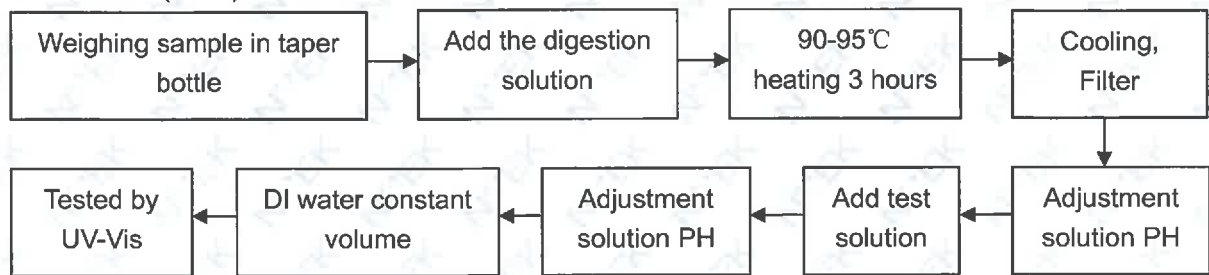 Weighing sample in taper
bottle
Add the digestion
solution
90-95℃
heating 3 hours
Cooling,
Filter
Adjustment
solution PH
Add test
solution
Adjustment
solution PH
DI water constant
volume
Tested by
UV-Vis